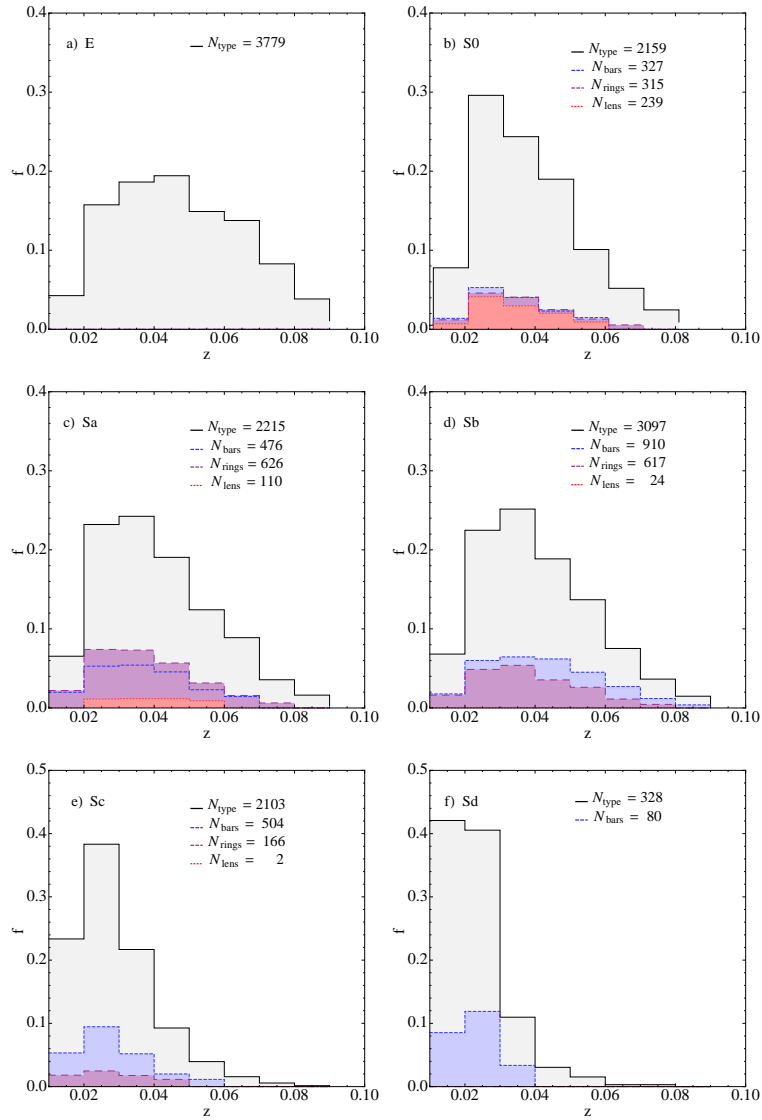 0.4
a) E
N_type = 3779
0.3
0.2
f
0.1
0.0
0.02 0.04 0.06 0.08 0.10
z
0.4
b) S0
N_type = 2159
N_bars = 327
N_rings = 315
N_lens = 239
0.3
0.2
f
0.1
0.0
0.02 0.04 0.06 0.08 0.10
z
0.4
c) Sa
N_type = 2215
N_bars = 476
N_rings = 626
N_lens = 110
0.3
0.2
f
0.1
0.0
0.02 0.04 0.06 0.08 0.10
z
0.4
d) Sb
N_type = 3097
N_bars = 910
N_rings = 617
N_lens = 24
0.3
0.2
f
0.1
0.0
0.02 0.04 0.06 0.08 0.10
z
0.5
e) Sc
N_type = 2103
N_bars = 504
N_rings = 166
N_lens = 2
0.4
0.3
0.2
f
0.1
0.0
0.02 0.04 0.06 0.08 0.10
z
0.5
f) Sd
N_type = 328
N_bars = 80
0.4
0.3
0.2
f
0.1
0.0
0.02 0.04 0.06 0.08 0.10
z